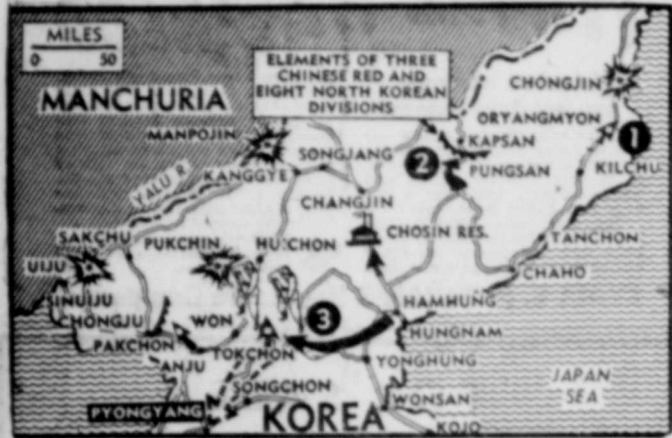 MILES
0 50
ELEMENTS OF THREE
CHINESE RED AND
EIGHT NORTH KOREAN
DIVISIONS
CHONGJIN
MANCHURIA
ORYANGMYON
1
MANPOJIN
KAPSAN
SONGJANG
2
PUNGSAN
KILCHU
KANGGYE
YALU R.
CHANGJIN
SAKCHU
PUKCHIN
HUICHON
CHOSIN RES.
TANCHON
UIJU
CHAHO
SINUIJU
HAMHUNG
CHONGJU
WON
3
HUNGNAM
PAKCHON
TOKCHON
ANJU
YONGHUNG
SONGCHON
JAPAN
SEA
PYONGYANG
WONSAN
KOREA
KOJO